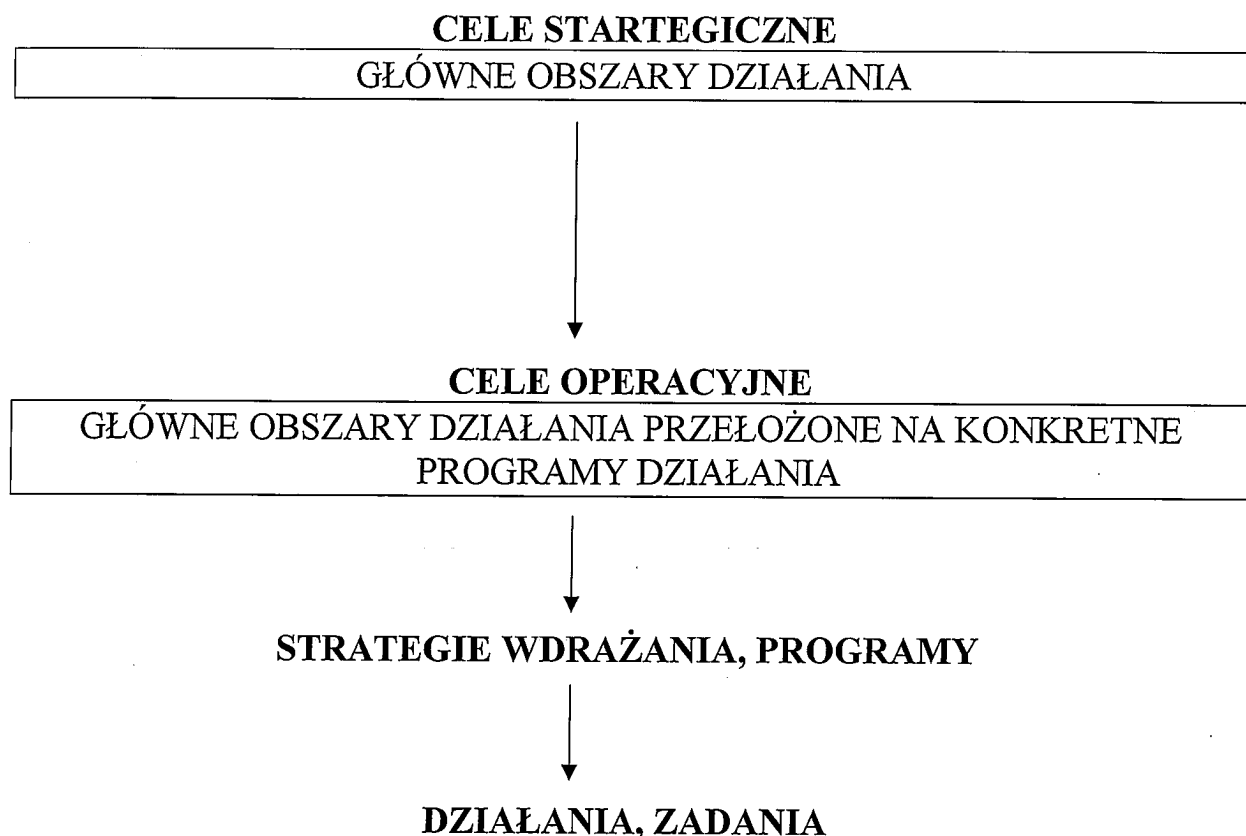 CELE STARTEGICZNE
GŁÓWNE OBSZARY DZIAŁANIA
CELE OPERACYJNE
GŁÓWNE OBSZARY DZIAŁANIA PRZEŁOŻONE NA KONKRETNE
PROGRAMY DZIAŁANIA
STRATEGIE WDRAŻANIA, PROGRAMY
DZIAŁANIA, ZADANIA